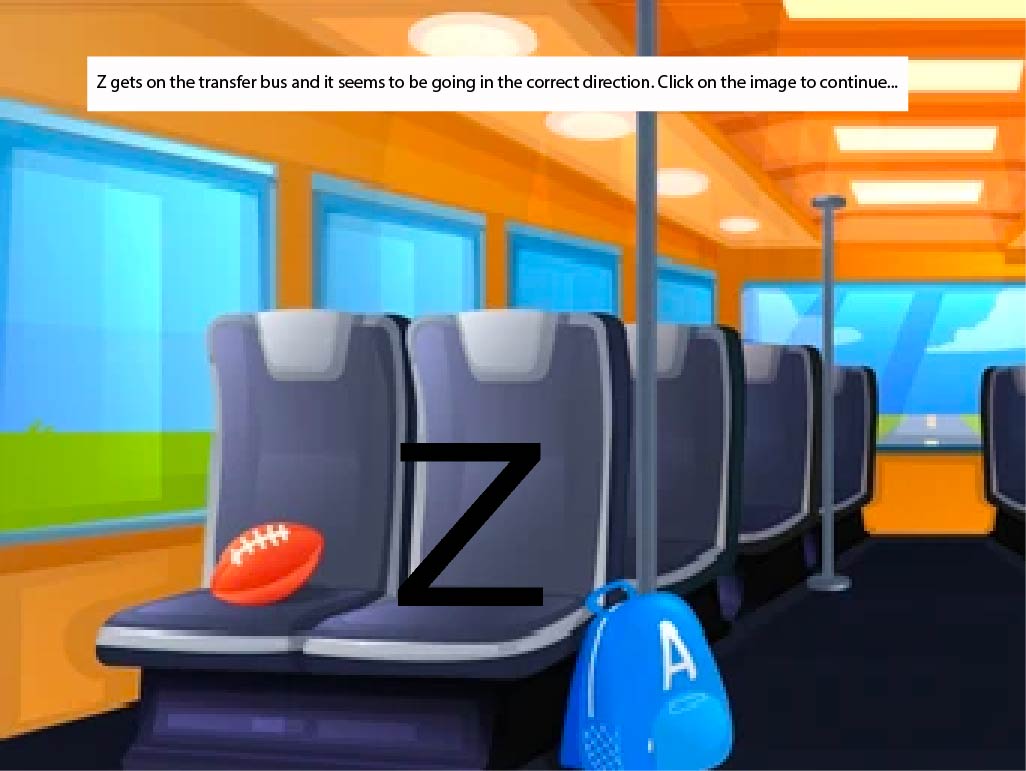 Z gets on the transfer bus and it seems to be going in the correct direction. Click on the image to continue...
Z
A